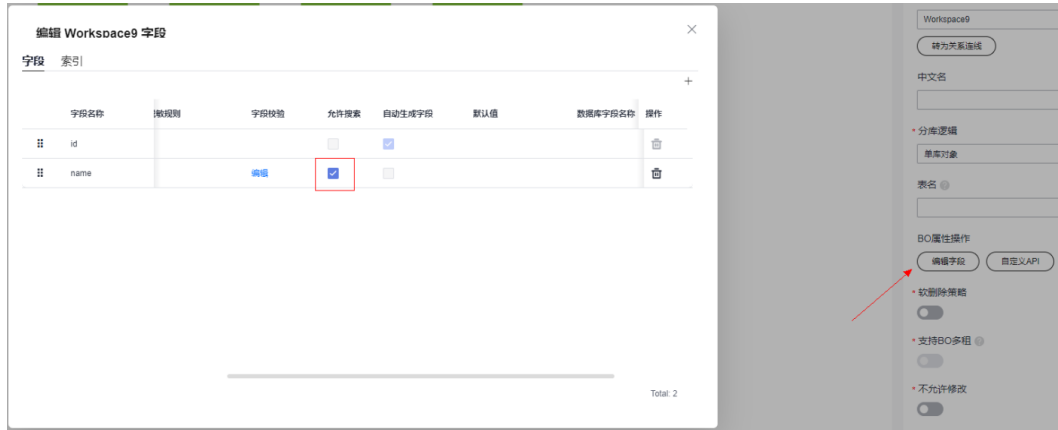 编辑 Workspace9 字段
字段 索引
字段名称 敏规则 字段校验 允许搜索 自动生成字段 默认值 数据库字段名称 操作
id
name 编辑
Total: 2
Workspace9
转为关系连线
中文名
* 分库逻辑
单库对象
表名
BO属性操作
编辑字段 自定义API
* 软删除策略
* 支持BO多租
* 不允许修改